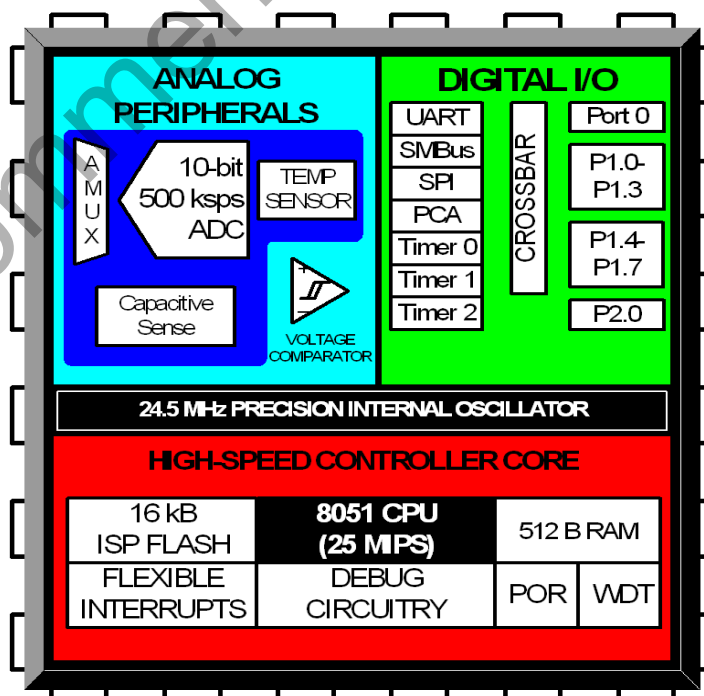 ANALOG
PERIPHERALS
A
M
U
X
10-bit
500 ksps
ADC
TEMP
SENSOR
Capacitive
Sense
+
−
VOLTAGE
COMPARATOR
DIGITAL I/O
UART
SMBus
SPI
PCA
Timer 0
Timer 1
Timer 2
CROSSBAR
Port 0
P1.0-
P1.3
P1.4-
P1.7
P2.0
24.5 MHz PRECISION INTERNAL OSCILLATOR
HIGH-SPEED CONTROLLER CORE
16 kB
ISP FLASH
8051 CPU
(25 MIPS)
512 B RAM
FLEXIBLE
INTERRUPTS
DEBUG
CIRCUITRY
POR
WDT